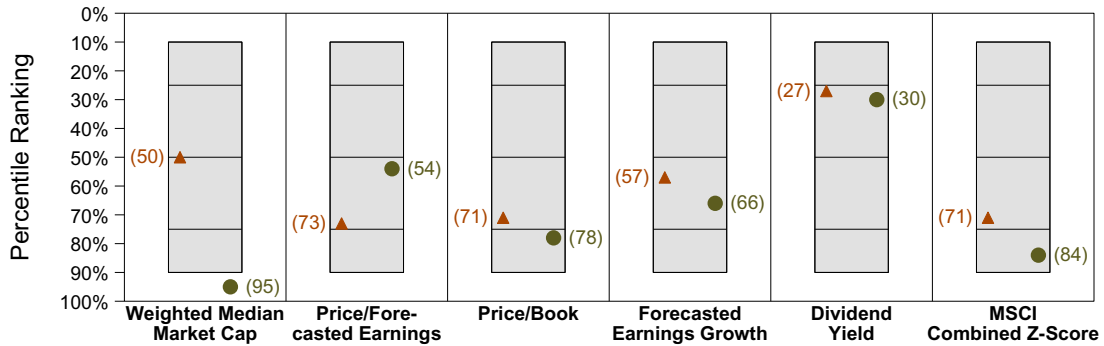 Percentile Ranking
0%
10%
20%
30%
40%
50%
60%
70%
80%
90%
100%
(50)
(95)
(73)
(54)
(71)
(78)
(57)
(66)
(27)
(30)
(71)
(84)
Weighted Median
Market Cap
Price/Fore-
casted Earnings
Price/Book
Forecasted
Earnings Growth
Dividend
Yield
MSCI
Combined Z-Score